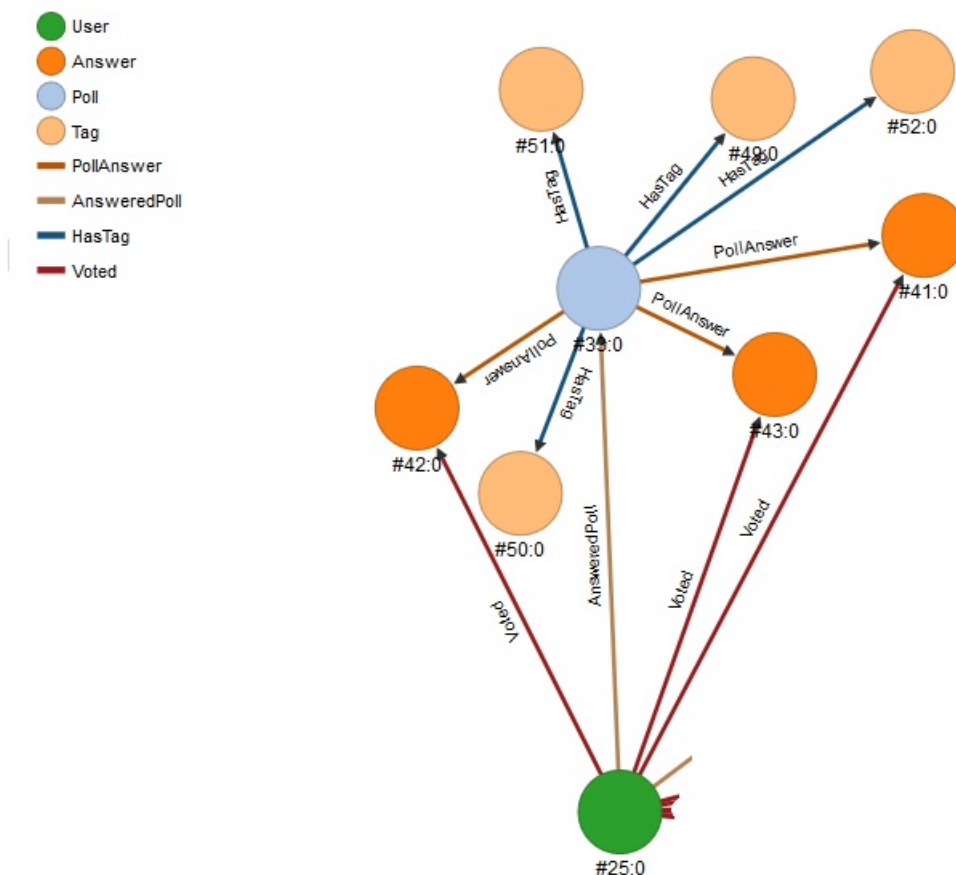 User
Answer
Poll
Tag
PollAnswer
AnsweredPoll
HasTag
Voted
#51:0
#49:0
#52:0
HasTag
HasTag
HasTag
PollAnswer
#41:0
PollAnswer
PollAnswer
HasTag
#43:0
#42:0
#50:0
AnsweredPoll
Voted
Voted
Voted
#25:0